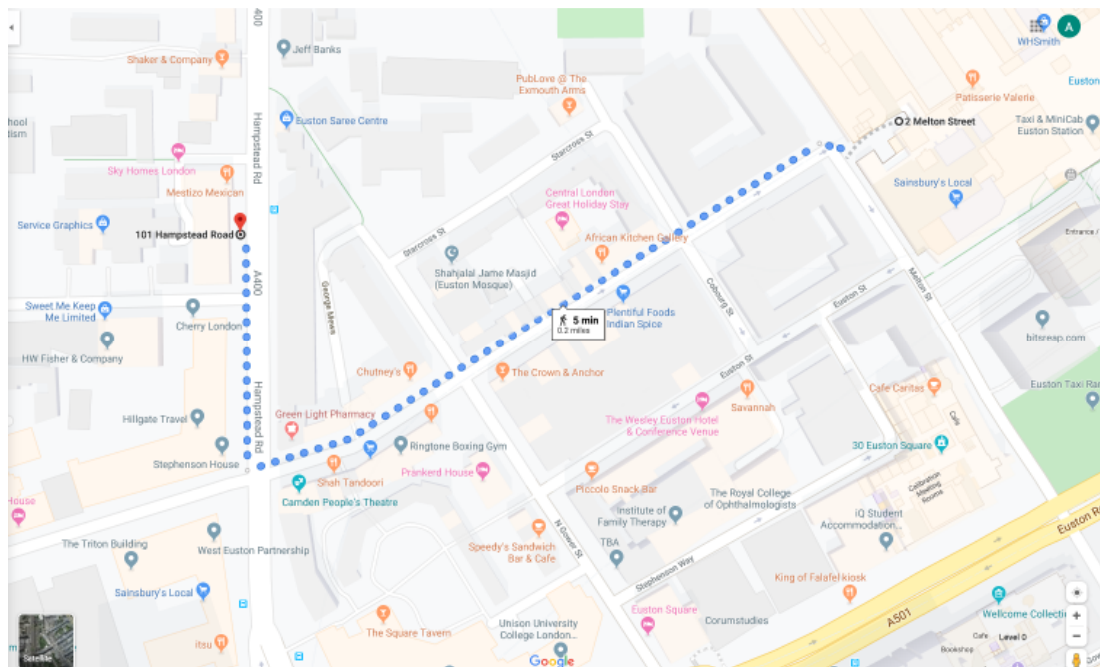 400
A
WHSmith
Jeff Banks
Shaker & Company
Euston
Patisserie Valerie
PubLove @ The
Exmouth Arms
Euston Saree Centre
2 Melton Street
Taxi & MiniCab
Euston Station
chool
tism
Hampstead Rd
Starcross St
Sky Homes London
Mestizo Mexican
Sainsbury's Local
Central London
Great Holiday Stay
Service Graphics
101 Hampstead Road
Starcross St
African Kitchen Gallery
Entrance /
Shahjalal Jame Masjid
(Euston Mosque)
A400
George Mews
Cobourg St
Euston St
Melton St
Sweet Me Keep
Me Limited
Cherry London
Plentiful Foods
Indian Spice
5 min
0.2 miles
bitsreap.com
HW Fisher & Company
Euston St
Chutney's
The Crown & Anchor
Cafe Caritas
Euston Taxi Ran
Hampstead Rd
Savannah
Cafe
Green Light Pharmacy
Hillgate Travel
The Wesley Euston Hotel
& Conference Venue
Ringtone Boxing Gym
30 Euston Square
Stephenson House
Shah Tandoori
Prankerd House
Piccolo Snack Bar
Calibration
Meeting
Rooms
House
Camden People's Theatre
The Royal College
of Ophthalmologists
Institute of
Family Therapy
iQ Student
Accommodation...
Euston Ro
N Gower St
TBA
The Triton Building
West Euston Partnership
Speedy's Sandwich
Bar & Cafe
Stephenson Way
King of Falafel kiosk
Sainsbury's Local
Euston Square
A501
Wellcome Collectio
The Square Tavern
Unison University
College London...
Corumstudies
Cafe
Level 0
Bookshop
itsu
Satellite
Google
+
−